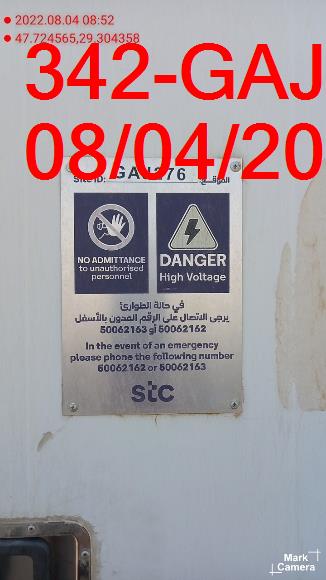 2022.08.04 08:52
47.724565,29.304358
342-GAJ
08/04/20
Site ID: الموقع:
NO ADMITTANCE
to unauthorised
personnel
DANGER
High Voltage
في حالة الطوارئ
يرجى الاتصال على الرقم المدون بالأسفل
50062162 أو 50062163
In the event of an emergency
please phone the following number
50062162 or 50062163
stc
Mark
Camera